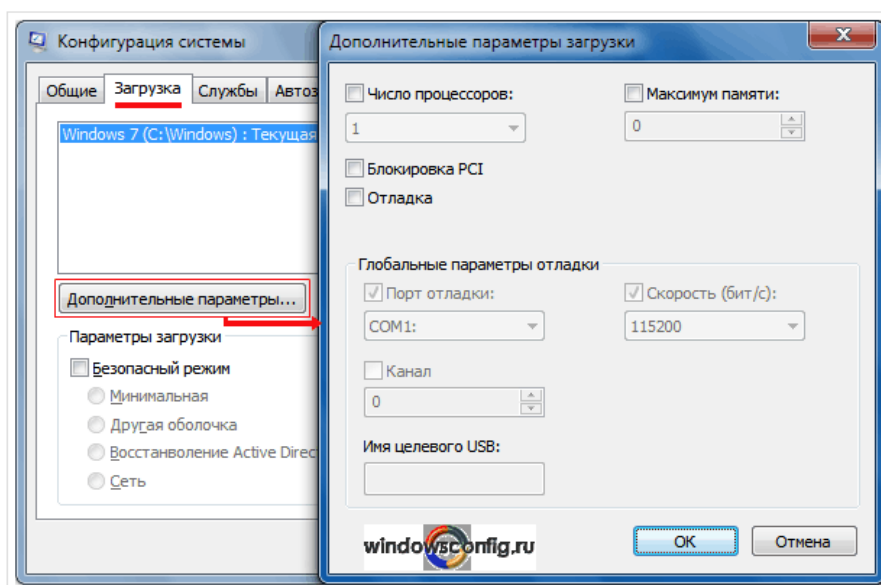 Конфигурация системы
Общие Загрузка Службы Автоз
Windows 7 (C:\Windows) : Текущая
Дополнительные параметры...
Параметры загрузки
Безопасный режим
Минимальная
Другая оболочка
Восстанволение Active Direc
Сеть
Дополнительные параметры загрузки
X
Число процессоров: Максимум памяти:
1 0
Блокировка PCI
Отладка
Глобальные параметры отладки
Порт отладки: Скорость (бит/с):
COM1: 115200
Канал
0
Имя целевого USB:
windowsconfig.ru
OK Отмена